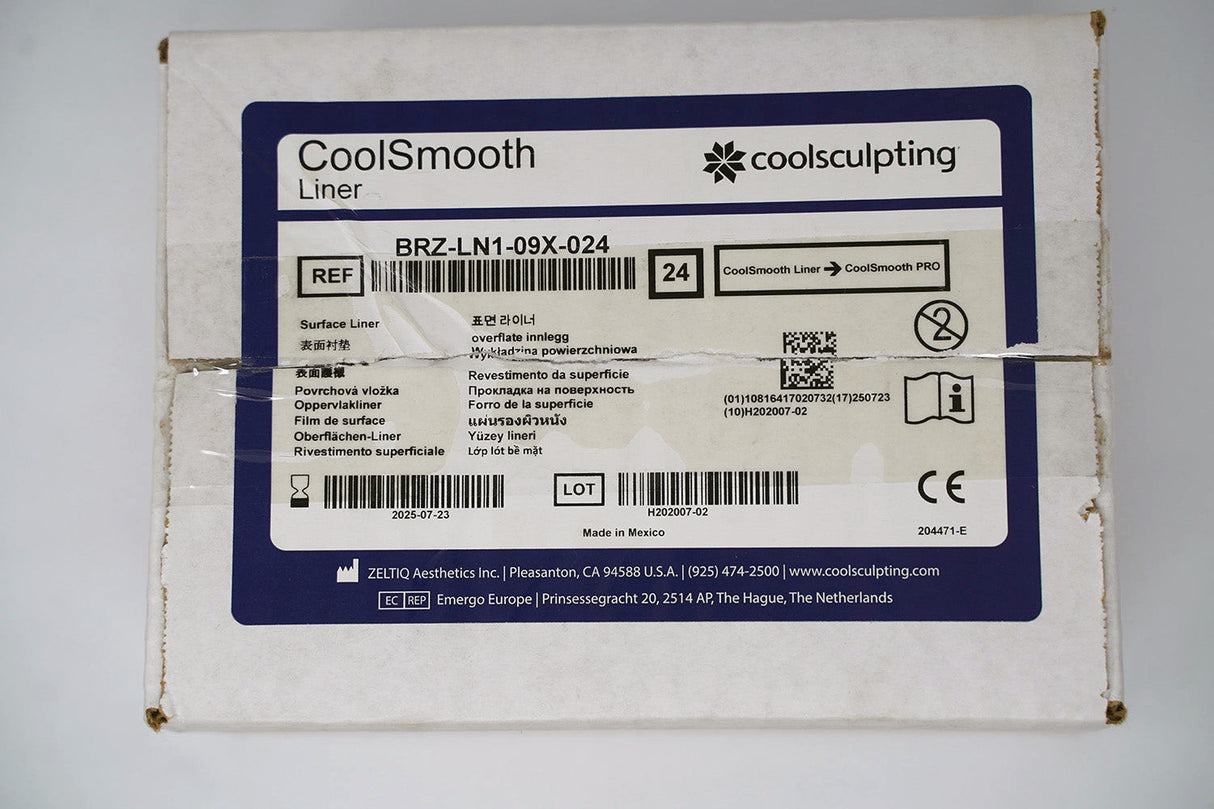 CoolSmooth
Liner
coolsculpting
BRZ-LN1-09X-024
REF
24
CoolSmooth Liner → CoolSmooth PRO
Surface Liner
表面衬垫
表面護襯
Povrchová vložka
Oppervlakliner
Film de surface
Oberflächen-Liner
Rivestimento superficiale
표면 라이너
overflate innlegg
Wykładzina powierzchniowa
Revestimento da superficie
Прокладка на поверхность
Forro de la superficie
แผ่นรองผิวหนัง
Yüzey lineri
Lớp lót bề mặt
2
(01)10816417020732(17)250723
(10)H202007-02
i
2025-07-23
LOT
H202007-02
CE
Made in Mexico
204471-E
ZELTIQ Aesthetics Inc. | Pleasanton, CA 94588 U.S.A. | (925) 474-2500 | www.coolsculpting.com
EC REP Emergo Europe | Prinsessegracht 20, 2514 AP, The Hague, The Netherlands